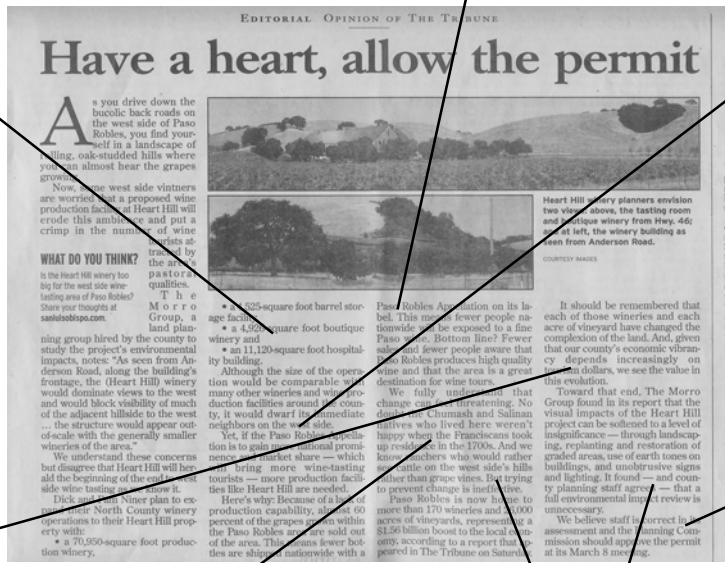 EDITORIAL OPINION OF THE TRIBUNE
Have a heart, allow the permit
As you drive down the
bucolic back roads on
the west side of Paso
Robles, you find your-
self in a landscape of
rolling, oak-studded hills where
you can almost hear the grapes
growing.
Now, some west side vintners
are worried that a proposed wine
production facility at Heart Hill will
erode this ambience and put a
crimp in the number of wine
tourists at-
tracted by
the area's
pastoral
qualities.
The
Morro
Group, a
land plan-
ning group hired by the county to
study the project's environmental
impacts, notes: "As seen from An-
derson Road, along the building's
frontage, the (Heart Hill) winery
would dominate views to the west
and would block visibility of much
of the adjacent hillside to the west
... the structure would appear out-
of-scale with the generally smaller
wineries of the area."
We understand these concerns
but disagree that Heart Hill will her-
ald the beginning of the end to west
side wine tasting as we know it.
Dick and Pam Viner plan to ex-
pand their North County winery
operations to their Heart Hill prop-
erty with:
• a 70,950-square foot produc-
tion winery,
WHAT DO YOU THINK?
Is the Heart Hill winery too
big for the west side wine-
tasting area of Paso Robles?
Share your thoughts at
sanluisobispo.com.
Heart Hill winery planners envision
two views: above, the tasting room
and boutique winery from Hwy. 46;
and at left, the winery building as
seen from Anderson Road.
COURTESY IMAGES
• a 1,525-square foot barrel stor-
age facility
• a 4,920-square foot boutique
winery and
• an 11,120-square foot hospital-
ity building.
Although the size of the opera-
tion would be comparable with
many other wineries and wine pro-
duction facilities around the coun-
ty, it would dwarf its immediate
neighbors on the west side.
Yet, if the Paso Robles Appella-
tion is to gain more national promi-
nence and market share — which
will bring more wine-tasting
tourists — more production facili-
ties like Heart Hill are needed.
Here's why: Because of a lack of
production capability, almost 60
percent of the grapes grown within
the Paso Robles area are sold out
of the area. This means fewer bot-
tles are shipped nationwide with a
Paso Robles Appellation on its la-
bel. This means fewer people na-
tionwide will be exposed to a fine
Paso wine. Bottom line? Fewer
sales and fewer people aware that
Paso Robles produces high quality
wine and that the area is a great
destination for wine tours.
We fully understand that
change can feel threatening. No
doubt the Chumash and Salinan
natives who lived here weren't
happy when the Franciscans took
up residence in the 1700s. And we
know ranchers who would rather
see cattle on the west side's hills
rather than grape vines. But trying
to prevent change is ineffective.
Paso Robles is now home to
more than 170 wineries and 26,000
acres of vineyards, representing a
$1.56 billion boost to the local econ-
omy, according to a report that ap-
peared in The Tribune on Saturday.
It should be remembered that
each of those wineries and each
acre of vineyard have changed the
complexion of the land. And, given
that our county's economic vibran-
cy depends increasingly on
tourism dollars, we see the value in
this evolution.
Toward that end, The Morro
Group found in its report that the
visual impacts of the Heart Hill
project can be softened to a level of
insignificance — through landscap-
ing, replanting and restoration of
graded areas, use of earth tones on
buildings, and unobtrusive signs
and lighting. It found — and coun-
ty planning staff agrees — that a
full environmental impact review is
unnecessary.
We believe staff is correct in its
assessment and the Planning Com-
mission should approve the permit
at its March 8 meeting.